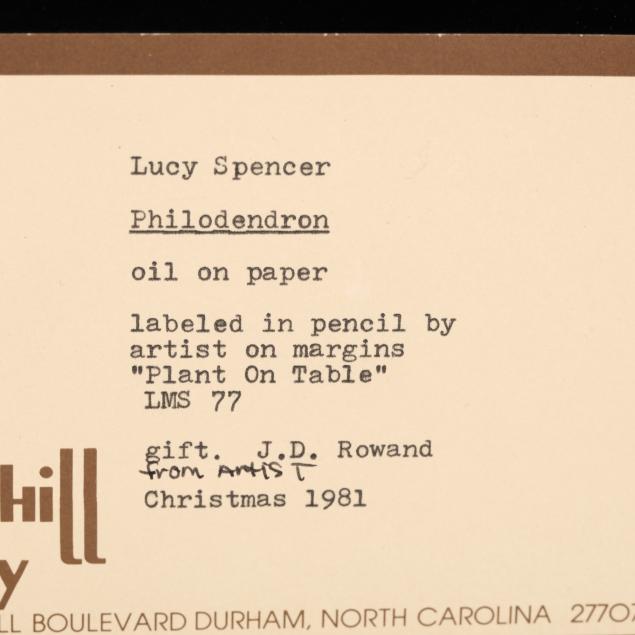 Lucy Spencer
Philodendron
oil on paper
labeled in pencil by
artist on margins
"Plant On Table"
LMS 77
gift. J.D. Rowand
from ArtisT
Christmas 1981
hill
y
LL BOULEVARD DURHAM, NORTH CAROLINA 27707